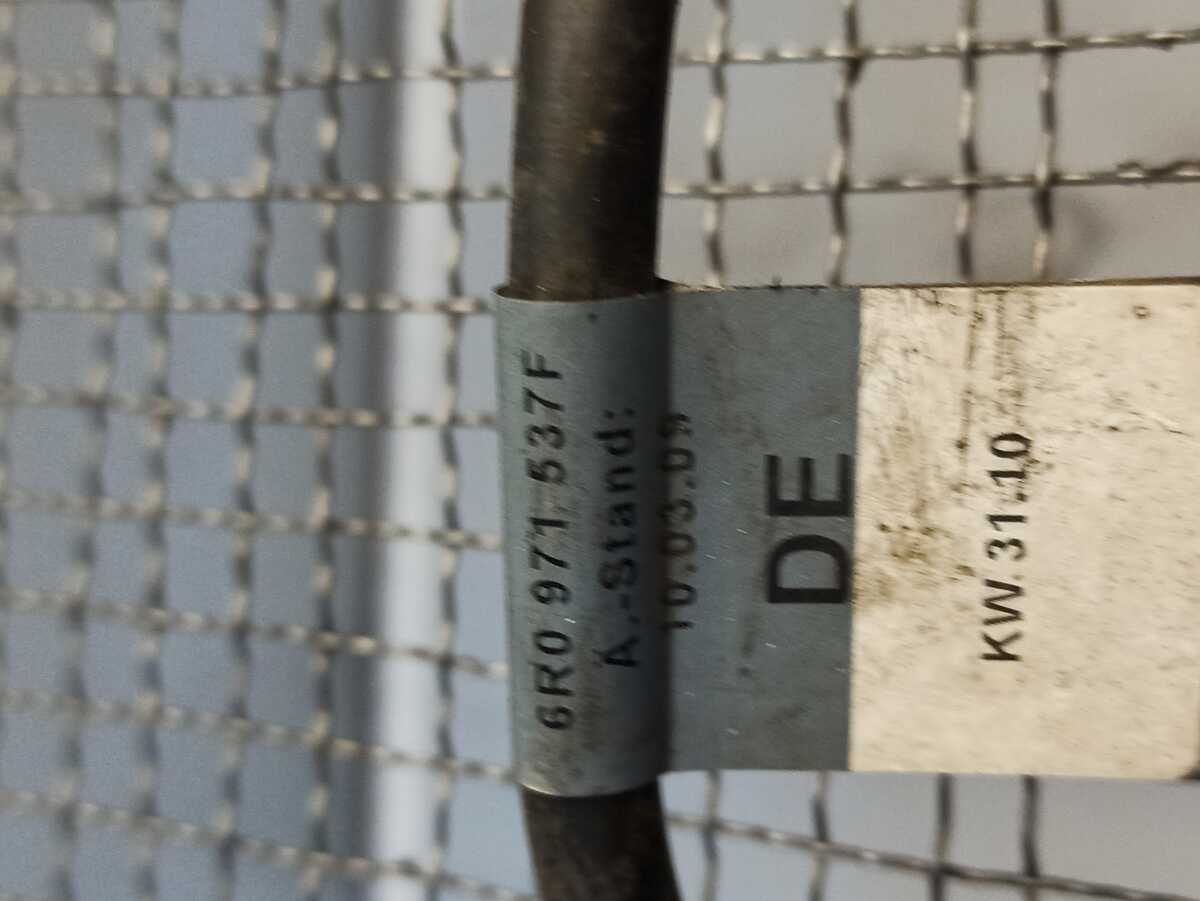 6R0 971 537F
Ä.-Stand:
10.03.09
DE
KW.31.10